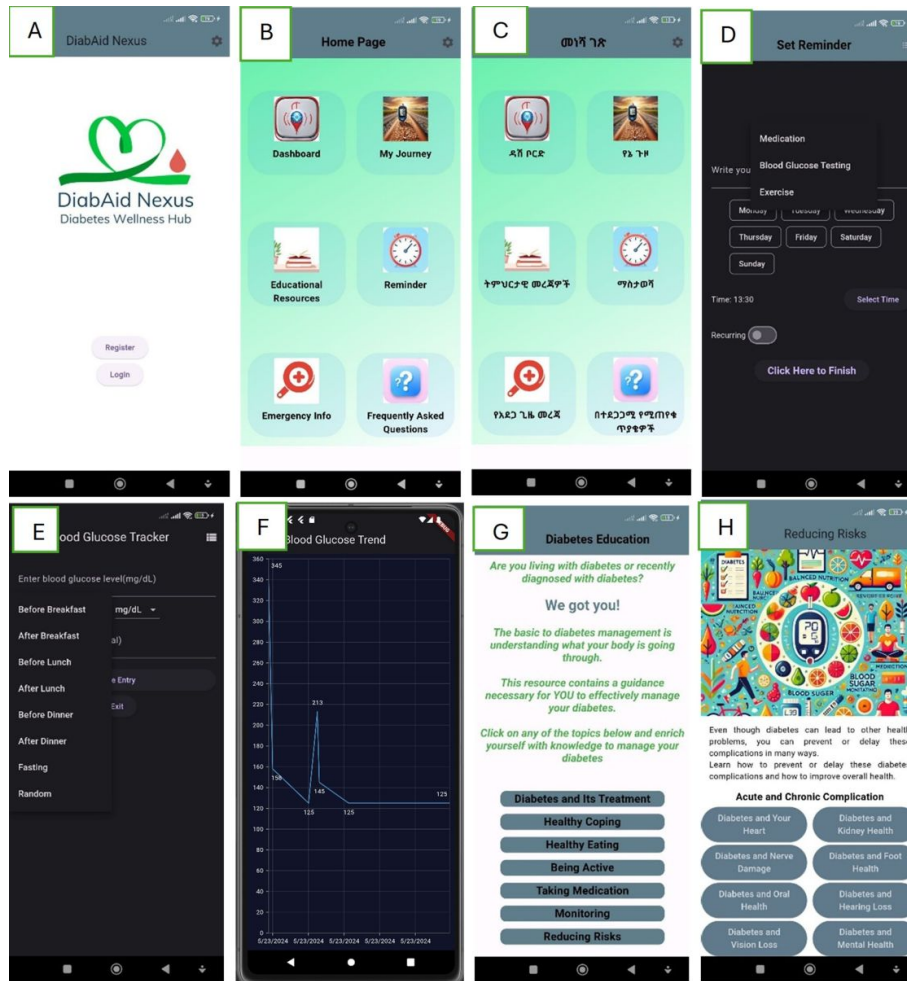 A
DiabAid Nexus
DiabAid Nexus
Diabetes Wellness Hub
Register
Login
B
Home Page
Dashboard
My Journey
Educational
Resources
Reminder
Emergency Info
Frequently Asked
Questions
C
መነሻ ገጽ
ዳሽ ቦርድ
የኔ ጉዞ
ትምህርታዊ መረጃዎች
ማስታወሻ
የአደጋ ጊዜ መረጃ
በተደጋጋሚ የሚጠየቁ
ጥያቄዎች
D
Set Reminder
Medication
Write you
Blood Glucose Testing
Exercise
Monday Tuesday Wednesday
Thursday Friday Saturday
Sunday
Time: 13:30
Select Time
Recurring
Click Here to Finish
E
ood Glucose Tracker
Enter blood glucose level(mg/dL)
Before Breakfast
mg/dL
After Breakfast
al)
Before Lunch
After Lunch
e Entry
Before Dinner
Exit
After Dinner
Fasting
Random
F
Blood Glucose Trend
360
345
340
320
300
280
260
240
220
213
200
180
160
158
145
140
125
125
125
120
100
80
60
40
20
5/23/2024 5/23/2024 5/23/2024 5/23/2024 5/23/2024
G
Diabetes Education
Are you living with diabetes or recently
diagnosed with diabetes?
We got you!
The basic to diabetes management is
understanding what your body is going
through.
This resource contains a guidance
necessary for YOU to effectively manage
your diabetes.
Click on any of the topics below and enrich
yourself with knowledge to manage your
diabetes
Diabetes and Its Treatment
Healthy Coping
Healthy Eating
Being Active
Taking Medication
Monitoring
Reducing Risks
H
Reducing Risks
DIABETES
BALNCED NUTRITION
BLOOD
SUGAR
MONITATING
BLOOD SUGER
Even though diabetes can lead to other health
problems, you can prevent or delay these
complications in many ways.
Learn how to prevent or delay these diabetes
complications and how to improve overall health.
Acute and Chronic Complication
Diabetes and Your
Heart
Diabetes and
Kidney Health
Diabetes and Nerve
Damage
Diabetes and Foot
Health
Diabetes and Oral
Health
Diabetes and
Hearing Loss
Diabetes and
Vision Loss
Diabetes and
Mental Health